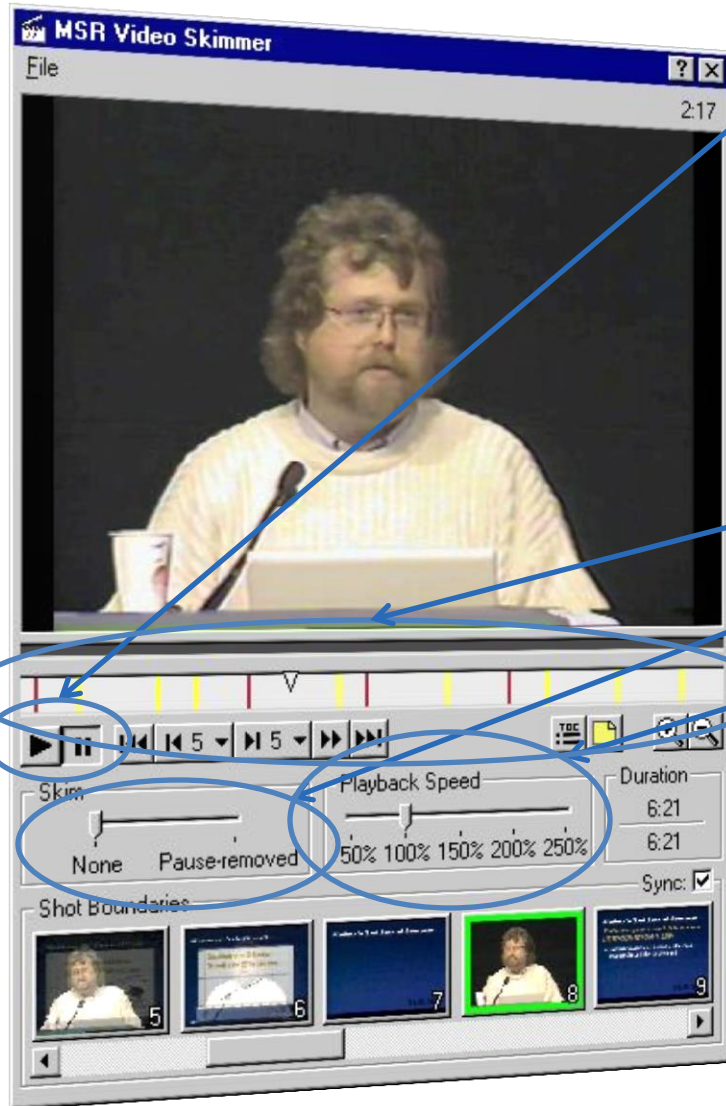 MSR Video Skimmer
File
2:17
5
5
TOC
Skim
None
Pause-removed
Playback Speed
50% 100% 150% 200% 250%
Duration
6:21
6:21
Sync:
Shot Boundaries
5
6
7
8
9